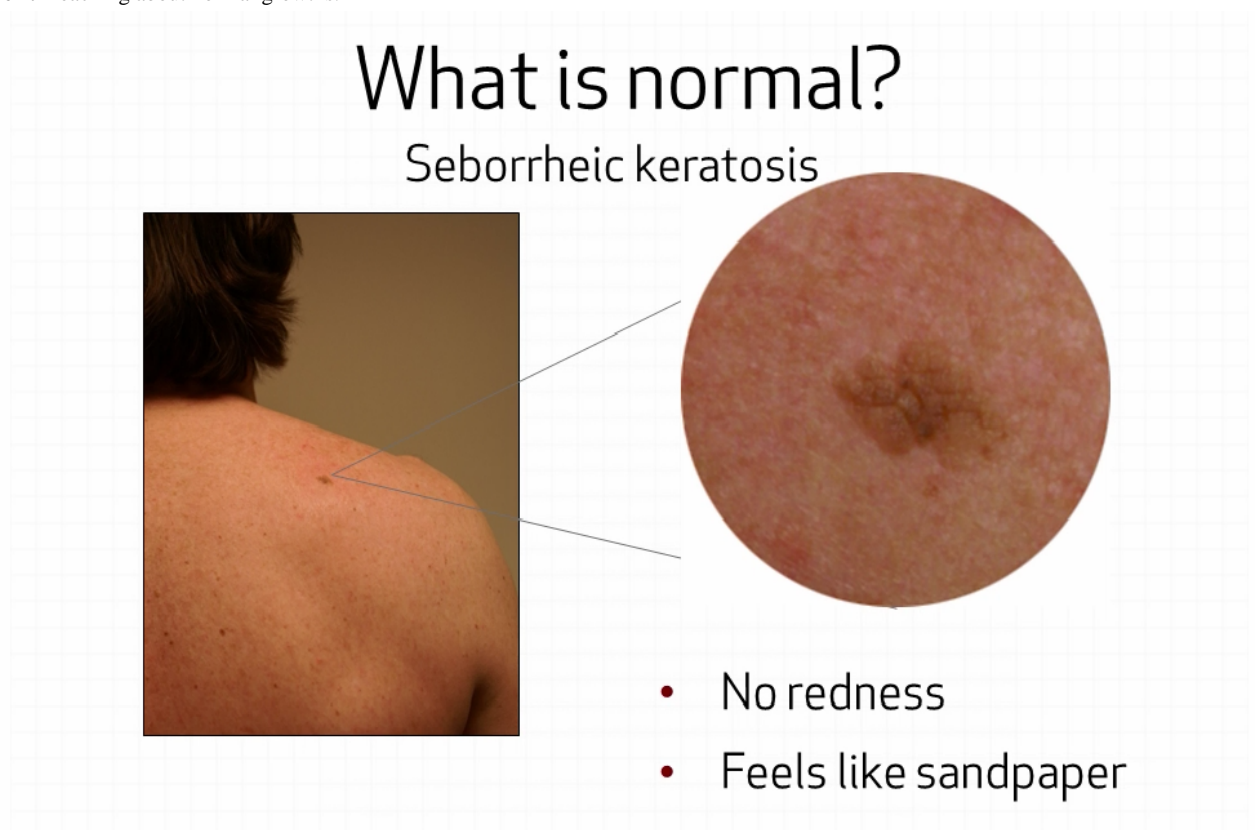 What is normal?
Seborrheic keratosis
• No redness
• Feels like sandpaper